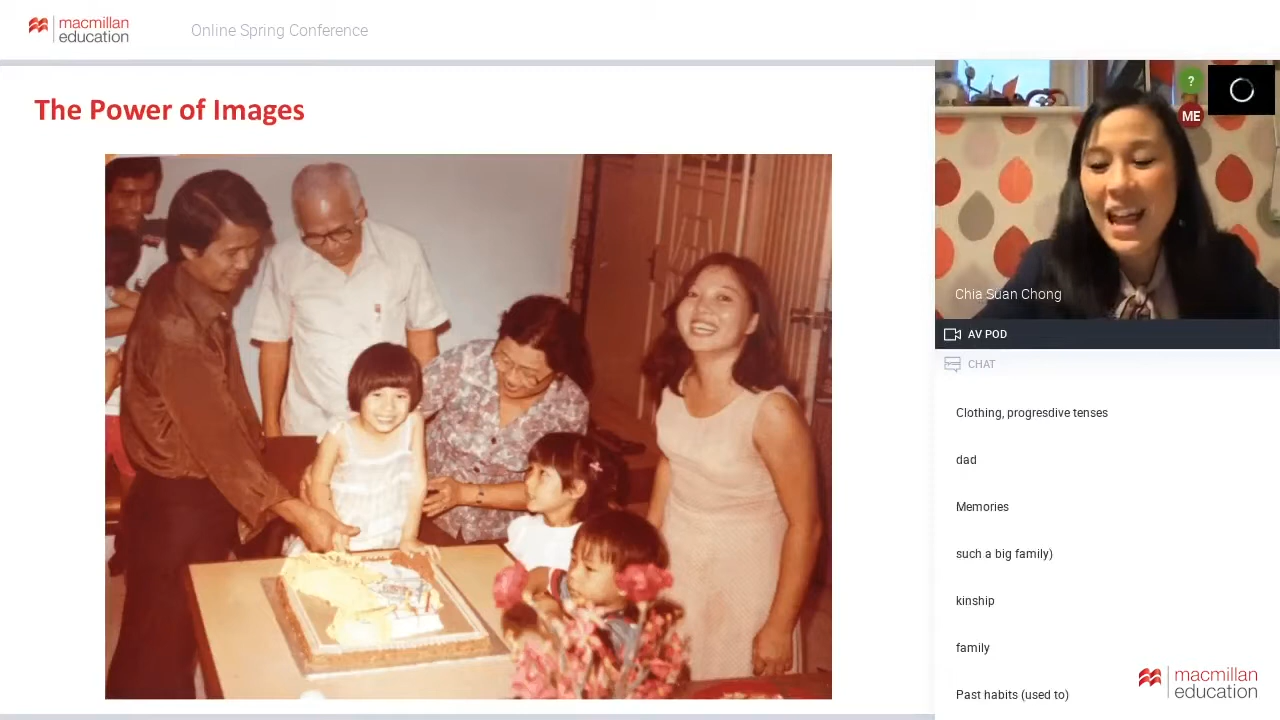 macmillan
education
Online Spring Conference
The Power of Images
?
ME
Chia Suan Chong
AV POD
CHAT
Clothing, progresdive tenses
dad
Memories
such a big family)
kinship
family
Past habits (used to)
macmillan
education